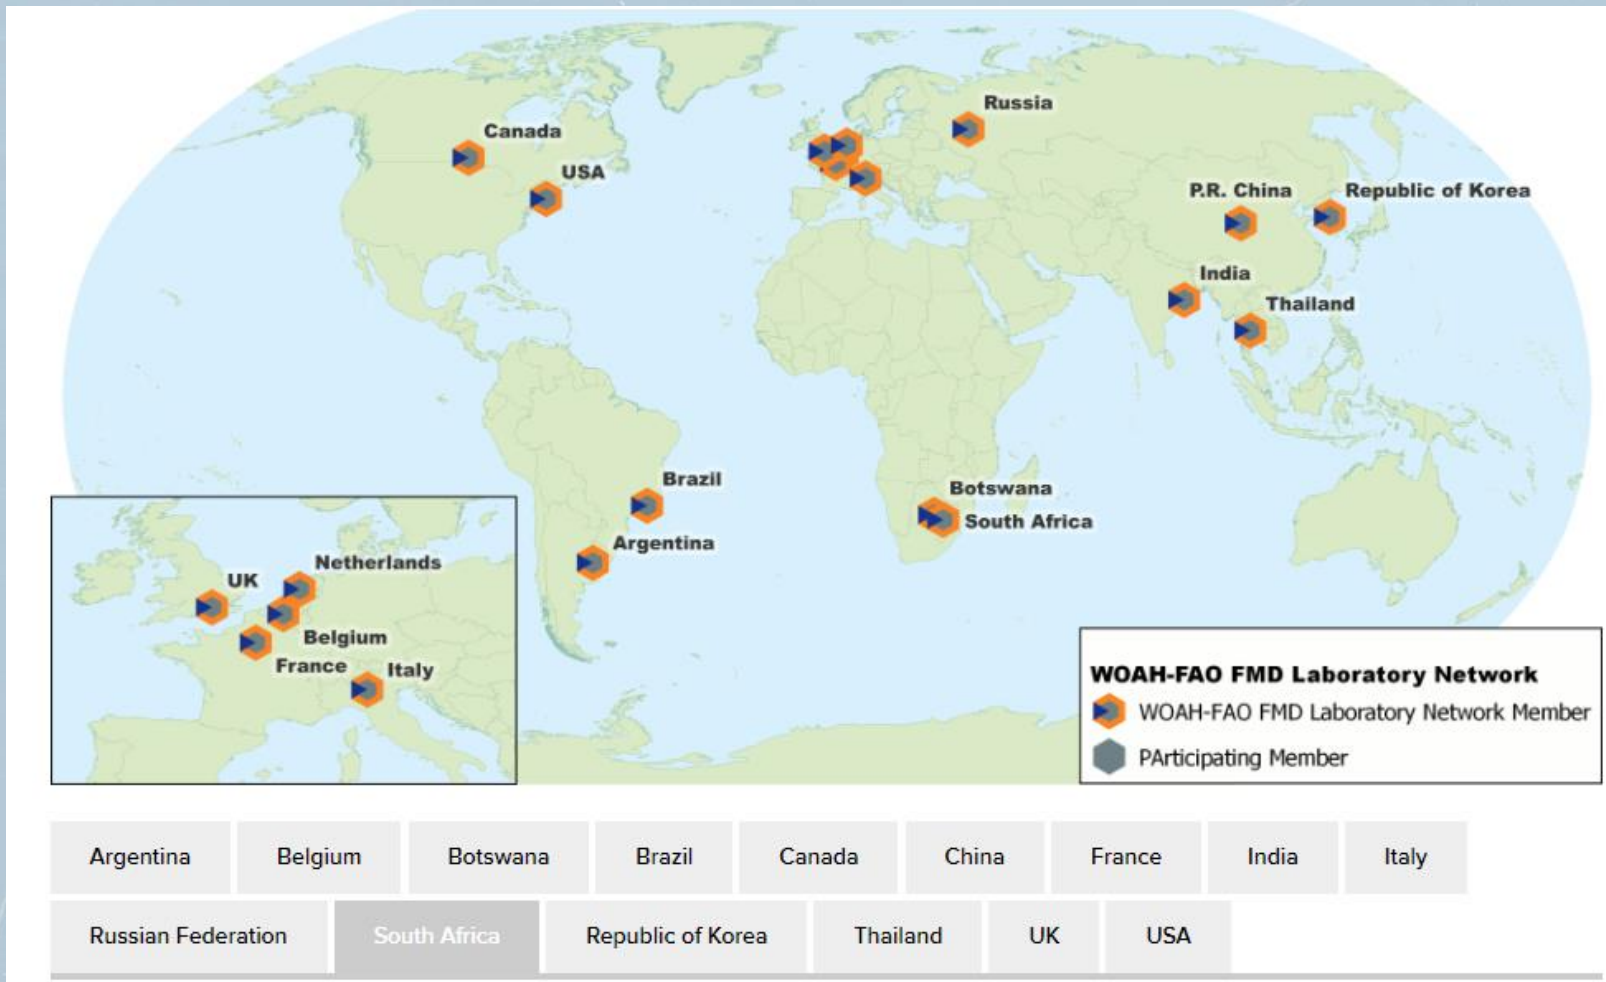 Russia
Canada
USA
P.R. China
Republic of Korea
India
Thailand
Brazil
Botswana
South Africa
Argentina
Netherlands
UK
Belgium
France
Italy
WOAH-FAO FMD Laboratory Network
WOAH-FAO FMD Laboratory Network Member
PArticipating Member
Argentina Belgium Botswana Brazil Canada China France India Italy
Russian Federation South Africa Republic of Korea Thailand UK USA